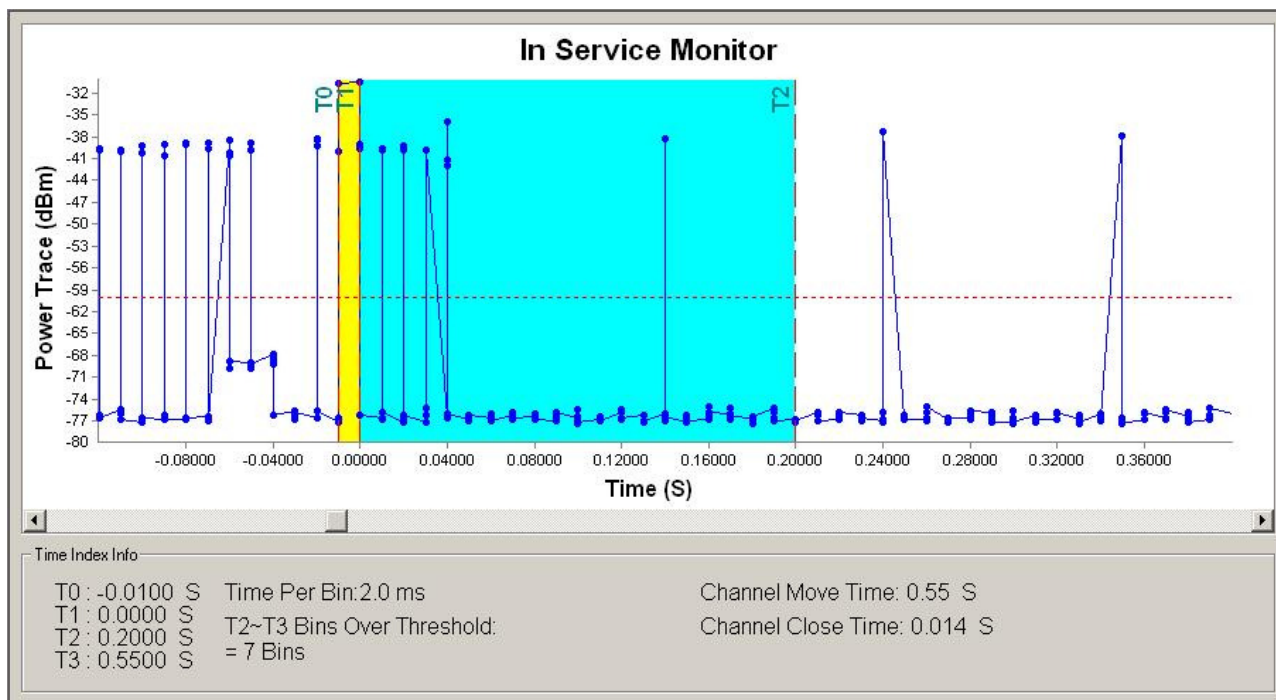 In Service Monitor
T0
T1
T2
-32
-35
-38
-41
-44
-47
-50
-53
-56
-59
-62
-65
-68
-71
-74
-77
-80
Power Trace (dBm)
-0.08000 -0.04000 0.00000 0.04000 0.08000 0.12000 0.16000 0.20000 0.24000 0.28000 0.32000 0.36000
Time (S)
Time Index Info
T0 : -0.0100 S
T1 : 0.0000 S
T2 : 0.2000 S
T3 : 0.5500 S
Time Per Bin:2.0 ms
T2~T3 Bins Over Threshold:
= 7 Bins
Channel Move Time: 0.55 S
Channel Close Time: 0.014 S